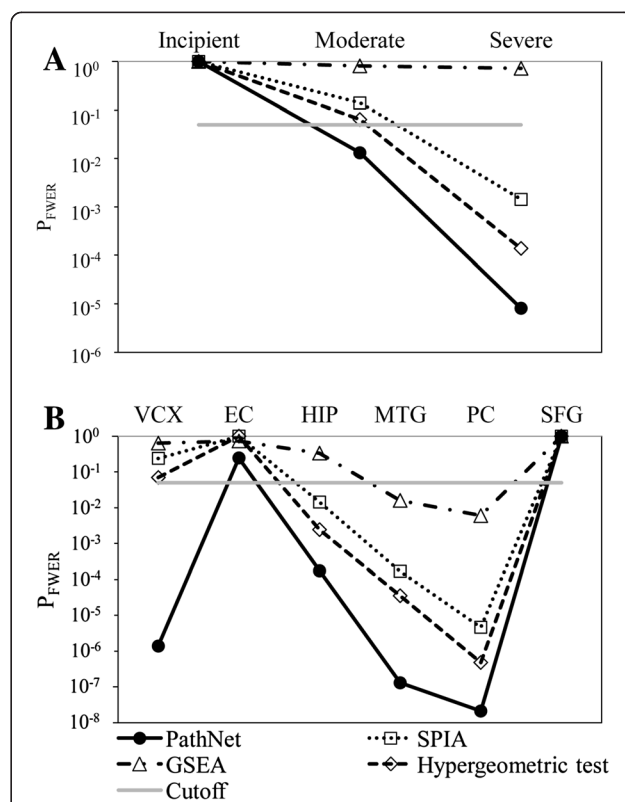 A
Incipient Moderate Severe
10^0
10^-1
10^-2
10^-3
10^-4
10^-5
10^-6
P_FWER
B
VCX EC HIP MTG PC SFG
10^0
10^-1
10^-2
10^-3
10^-4
10^-5
10^-6
10^-7
10^-8
P_FWER
PathNet SPIA
GSEA Hypergeometric test
Cutoff